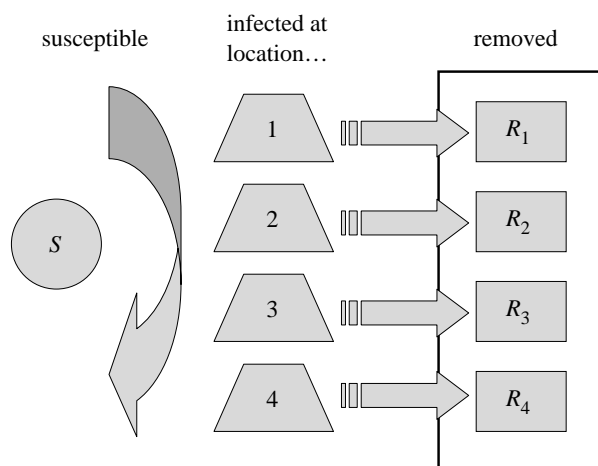 susceptible
infected at
location…
removed
S
1
R1
2
R2
3
R3
4
R4